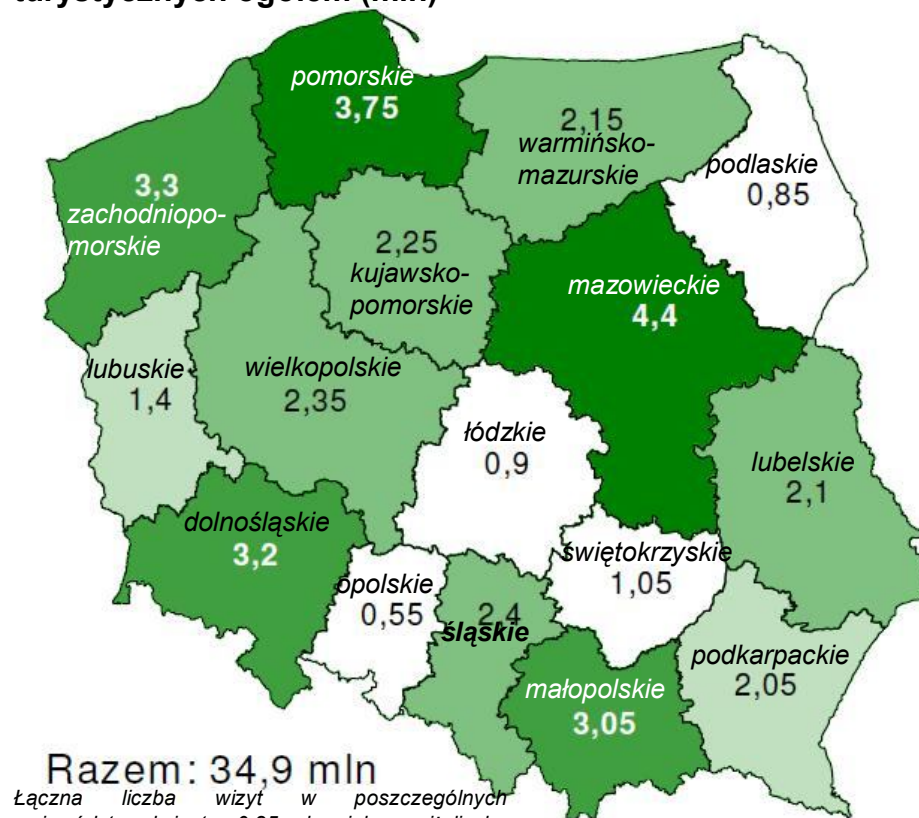 turystycznych ogółem (mln)
pomorskie
3,75
2,15
warmińsko-
mazurskie
podlaskie
0,85
3,3
zachodniopo-
morskie
2,25
kujawsko-
pomorskie
mazowieckie
4,4
lubuskie
1,4
wielkopolskie
2,35
łódzkie
0,9
lubelskie
2,1
dolnośląskie
3,2
świętokrzyskie
1,05
opolskie
0,55
2,4
śląskie
podkarpackie
2,05
małopolskie
3,05
Razem: 34,9 mln
Łączna liczba wizyt w poszczególnych